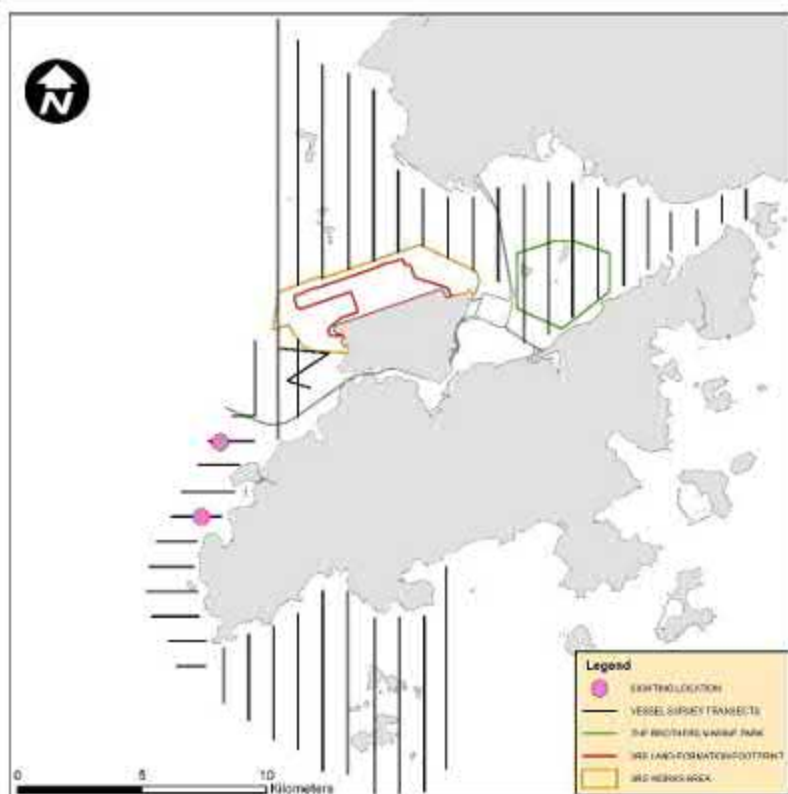 N
Legend
SIGHTING LOCATION
VESSEL SURVEY TRANSECTS
THE BROTHERS MARINE PARK
3RS LAND-FORMATION FOOTPRINT
3RS WORKS AREA
0 5 10
Kilometers